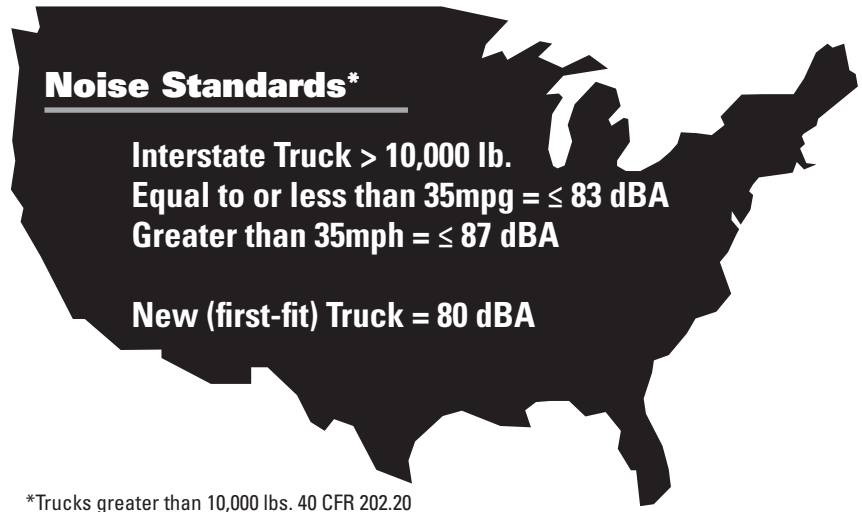 Noise Standards*
Interstate Truck > 10,000 lb.
Equal to or less than 35mpg = ≤ 83 dBA
Greater than 35mph = ≤ 87 dBA
New (first-fit) Truck = 80 dBA
*Trucks greater than 10,000 lbs. 40 CFR 202.20